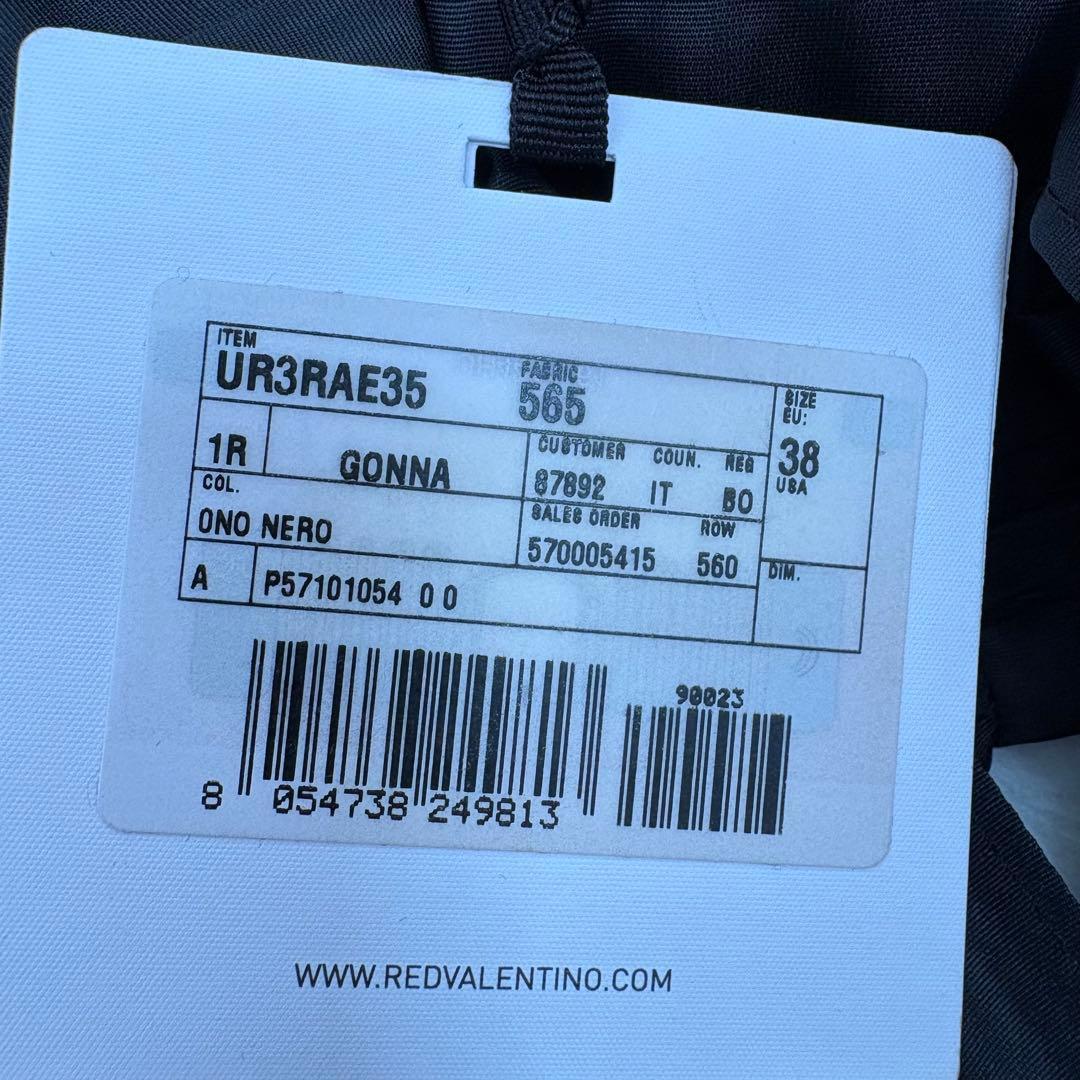 ITEM
UR3RAE35
FABRIC
565
SIZE
EU:
38
USA
1R
GONNA
CUSTOMER COUN. NEG
87892 IT BO
COL.
0NO NERO
SALES ORDER ROW
570005415 560
DIM.
A
P57101054 0 0
90023
8 054738 249813
WWW.REDVALENTINO.COM